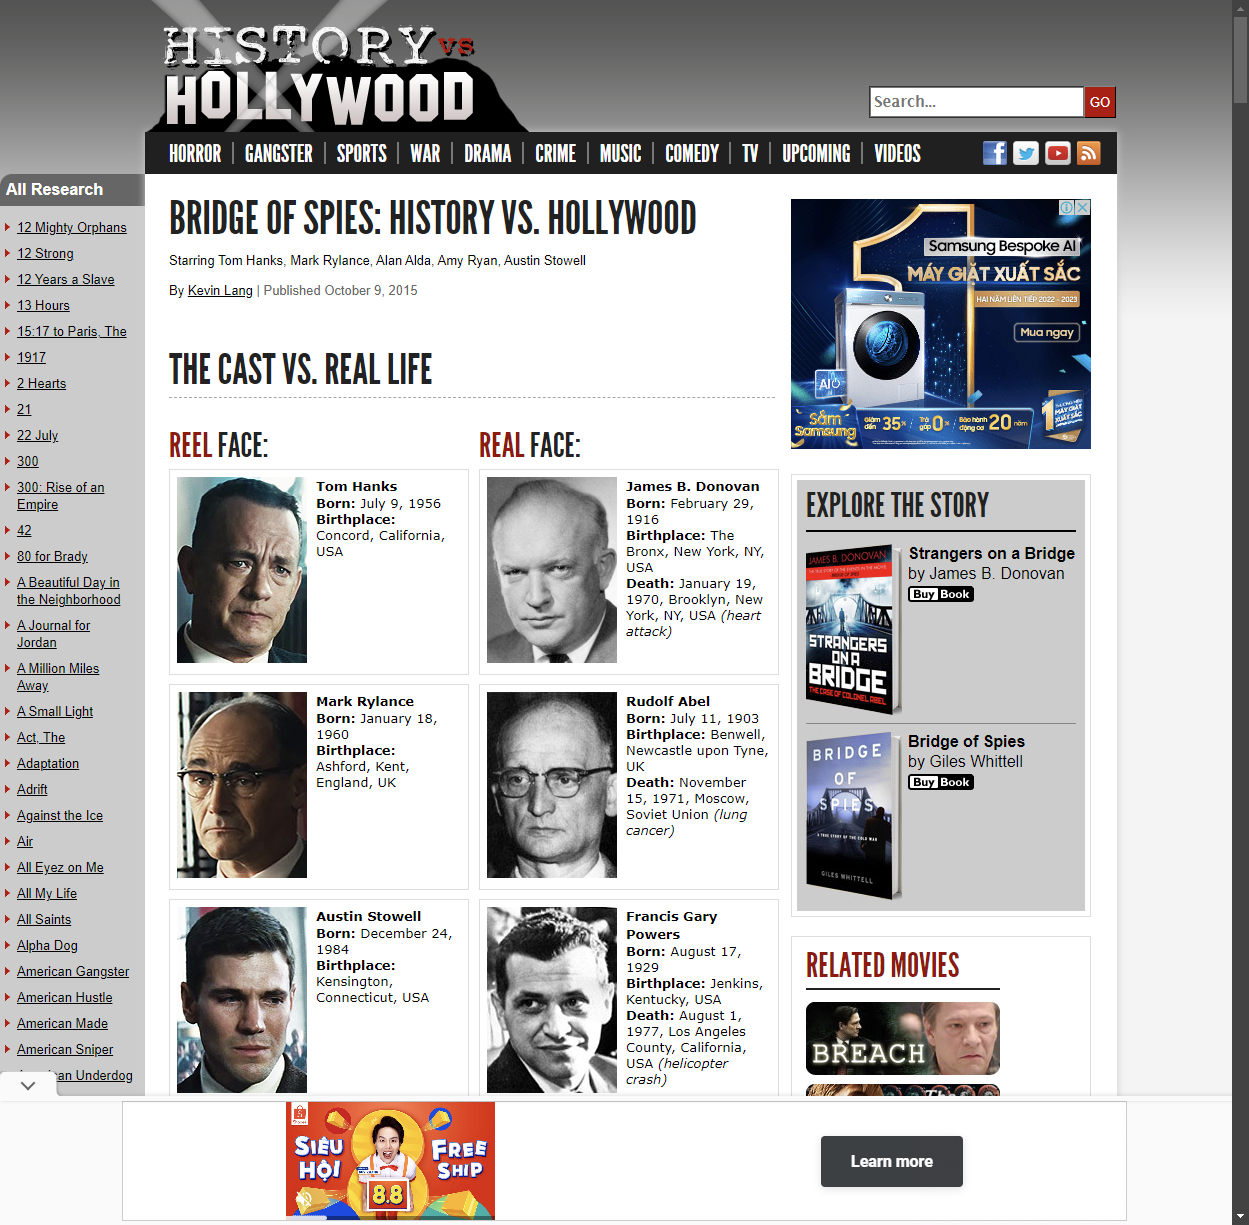 HISTORY vs
HOLLYWOOD
Search...
GO
HORROR
GANGSTER
SPORTS
WAR
DRAMA
CRIME
MUSIC
COMEDY
TV
UPCOMING
VIDEOS
All Research
12 Mighty Orphans
12 Strong
12 Years a Slave
13 Hours
15:17 to Paris, The
1917
2 Hearts
21
22 July
300
300: Rise of an
Empire
42
80 for Brady
A Beautiful Day in
the Neighborhood
A Journal for
Jordan
A Million Miles
Away
A Small Light
Act, The
Adaptation
Adrift
Against the Ice
Air
All Eyez on Me
All My Life
All Saints
Alpha Dog
American Gangster
American Hustle
American Made
American Sniper
an Underdog
BRIDGE OF SPIES: HISTORY VS. HOLLYWOOD
Starring Tom Hanks, Mark Rylance, Alan Alda, Amy Ryan, Austin Stowell
By Kevin Lang | Published October 9, 2015
THE CAST VS. REAL LIFE
REEL FACE:
REAL FACE:
Tom Hanks
Born: July 9, 1956
Birthplace:
Concord, California,
USA
James B. Donovan
Born: February 29,
1916
Birthplace: The
Bronx, New York, NY,
USA
Death: January 19,
1970, Brooklyn, New
York, NY, USA (heart
attack)
Mark Rylance
Born: January 18,
1960
Birthplace:
Ashford, Kent,
England, UK
Rudolf Abel
Born: July 11, 1903
Birthplace: Benwell,
Newcastle upon Tyne,
UK
Death: November
15, 1971, Moscow,
Soviet Union (lung
cancer)
Austin Stowell
Born: December 24,
1984
Birthplace:
Kensington,
Connecticut, USA
Francis Gary
Powers
Born: August 17,
1929
Birthplace: Jenkins,
Kentucky, USA
Death: August 1,
1977, Los Angeles
County, California,
USA (helicopter
crash)
Samsung Bespoke AI
MÁY GIẶT XUẤT SẮC
HAI NĂM LIÊN TIẾP 2022 - 2023
Mua ngay
AI
Sắm
Samsung
Giảm đến 35%
Trả góp 0%
Bảo hành động cơ 20 năm
EXPLORE THE STORY
JAMES B. DONOVAN
STRANGERS
ON A
BRIDGE
THE CASE OF COLONEL ABEL
Strangers on a Bridge
by James B. Donovan
Buy Book
BRIDGE
OF
SPIES
A TRUE STORY OF THE COLD WAR
GILES WHITTELL
Bridge of Spies
by Giles Whittell
Buy Book
RELATED MOVIES
BREACH
SIÊU
HỘI
FREE
SHIP
8.8
Learn more